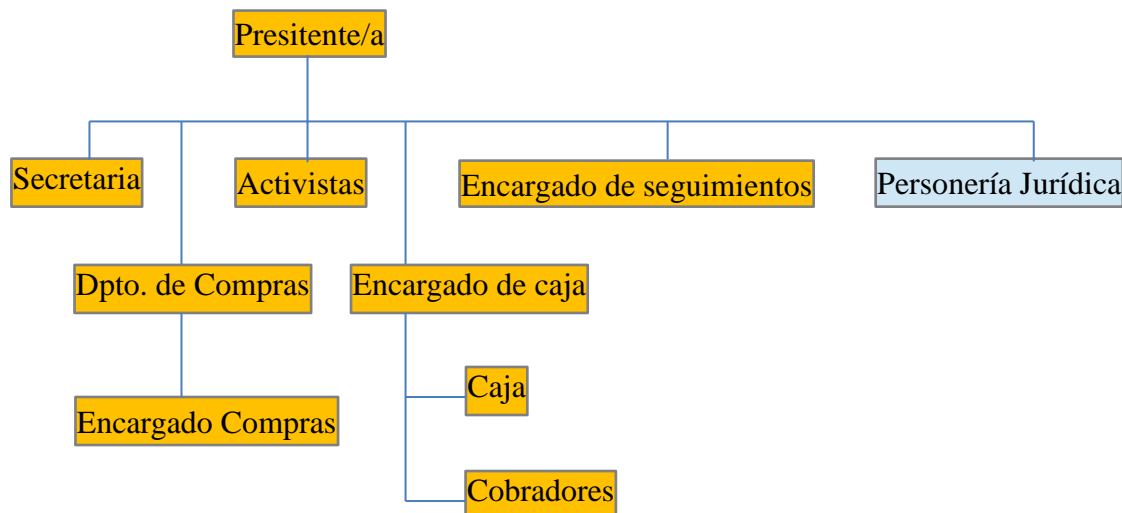 Presitente/a
Secretaria
Activistas
Encargado de seguimientos
Personería Jurídica
Dpto. de Compras
Encargado de caja
Caja
Encargado Compras
Cobradores